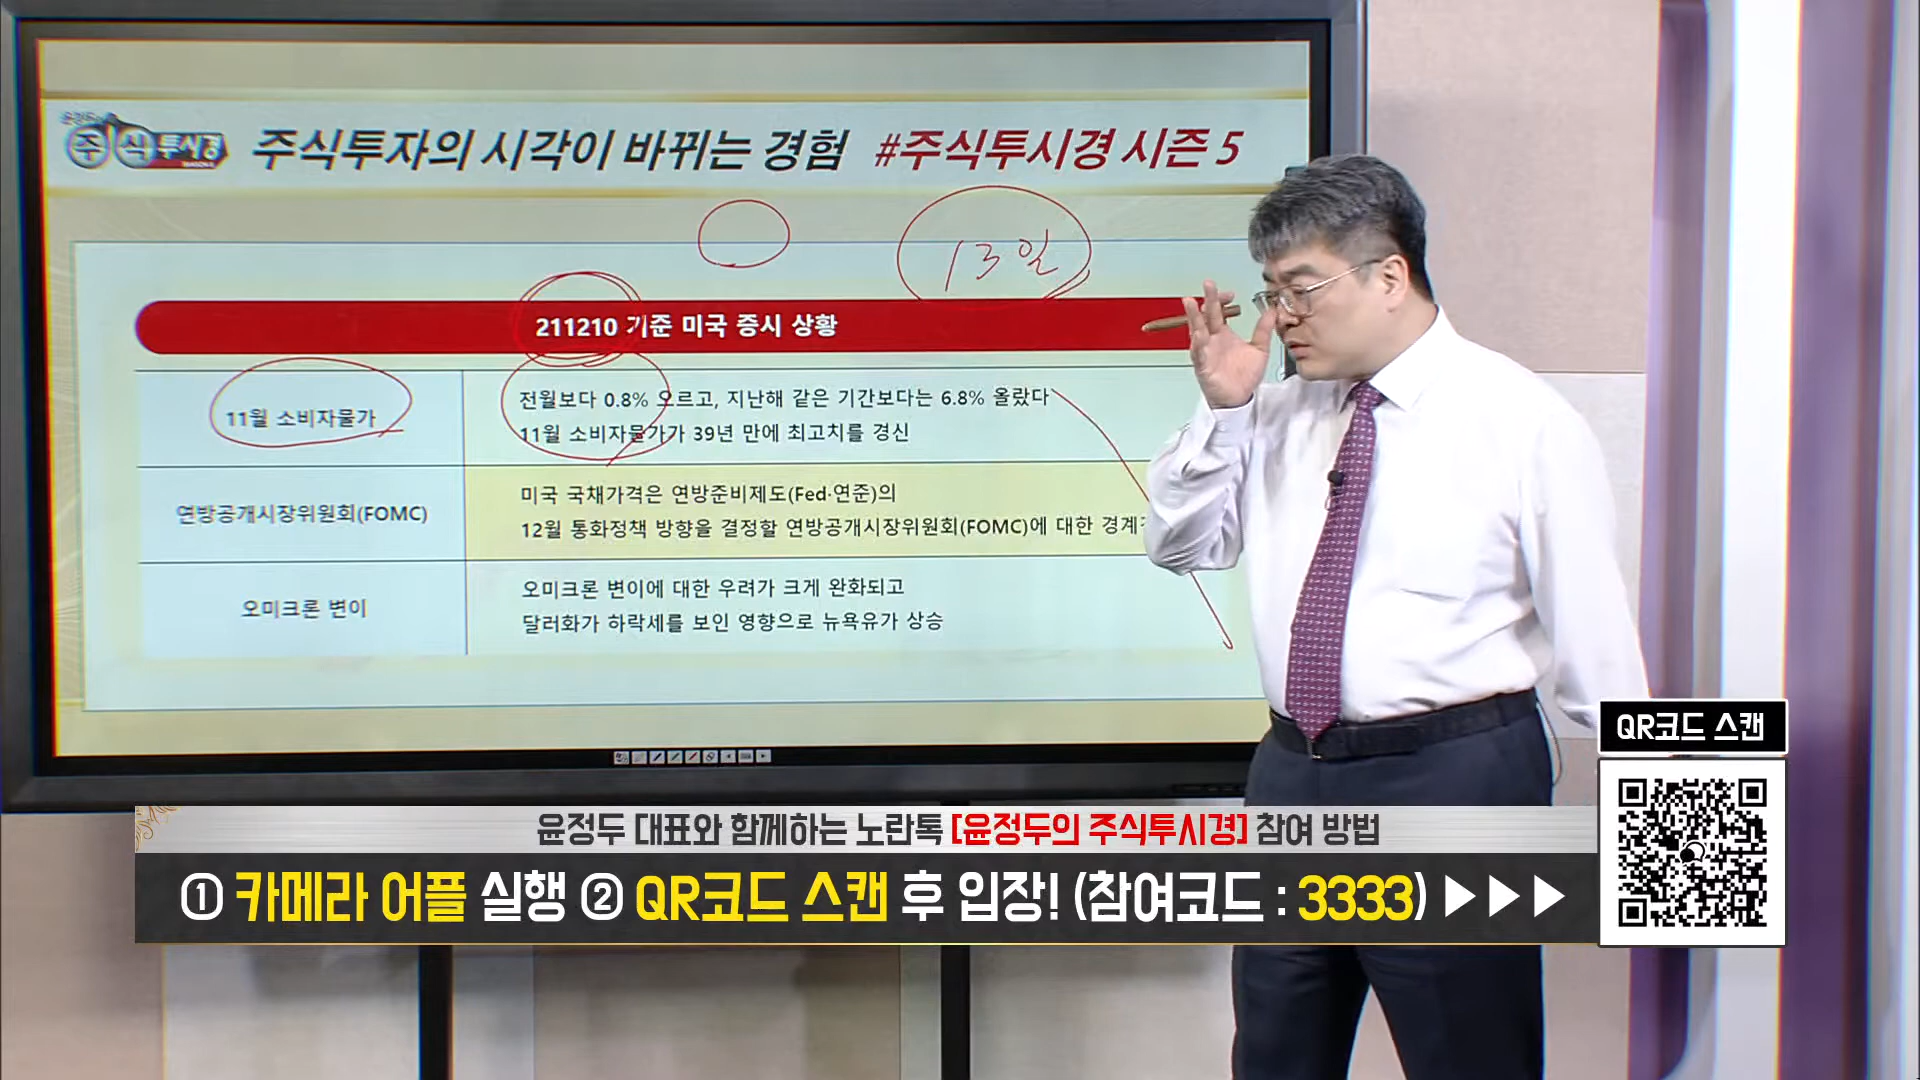 윤정두의
주식투시경
주식투자의 시각이 바뀌는 경험 #주식투시경 시즌 5
13일
211210 기준 미국 증시 상황
11월 소비자물가
전월보다 0.8% 오르고, 지난해 같은 기간보다는 6.8% 올랐다
11월 소비자물가가 39년 만에 최고치를 경신
연방공개시장위원회(FOMC)
미국 국채가격은 연방준비제도(Fed·연준)의
12월 통화정책 방향을 결정할 연방공개시장위원회(FOMC)에 대한
오미크론 변이
오미크론 변이에 대한 우려가 크게 완화되고
달러화가 하락세를 보인 영향으로 뉴욕유가 상승
QR코드 스캔
윤정두 대표와 함께하는 노란톡 [윤정두의 주식투시경] 참여 방법
① 카메라 어플 실행 ② QR코드 스캔 후 입장! (참여코드 : 3333) ▶▶▶